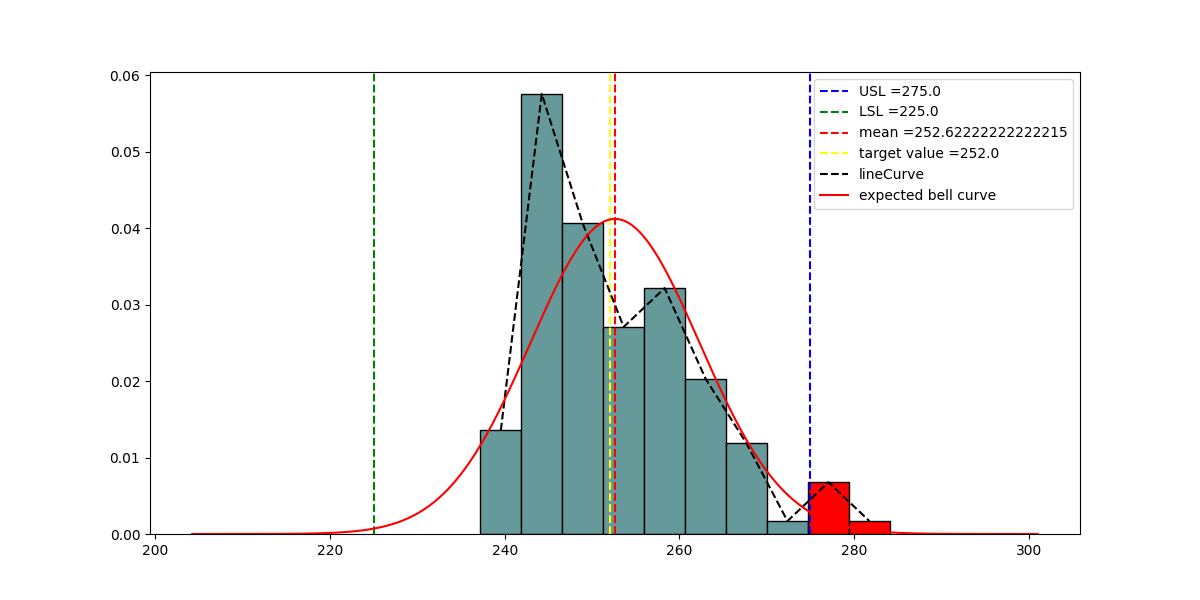 0.06
0.05
0.04
0.03
0.02
0.01
0.00
200
220
240
260
280
300
USL =275.0
LSL =225.0
mean =252.62222222222215
target value =252.0
lineCurve
expected bell curve